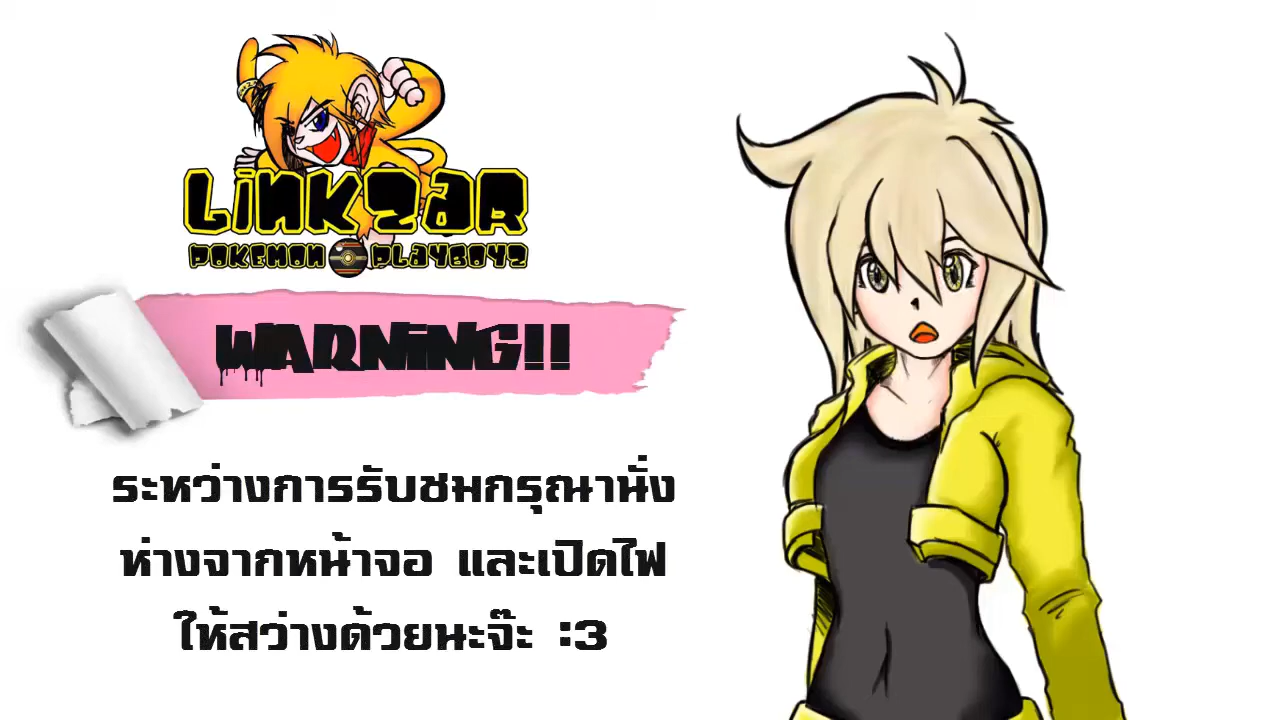 LiNKZaR
POKEMON PLaYBOYZ
WARNiNG!!
ระหว่างการรับชมกรุณานั่ง
ห่างจากหน้าจอ และเปิดไฟ
ให้สว่างด้วยนะจ๊ะ :3